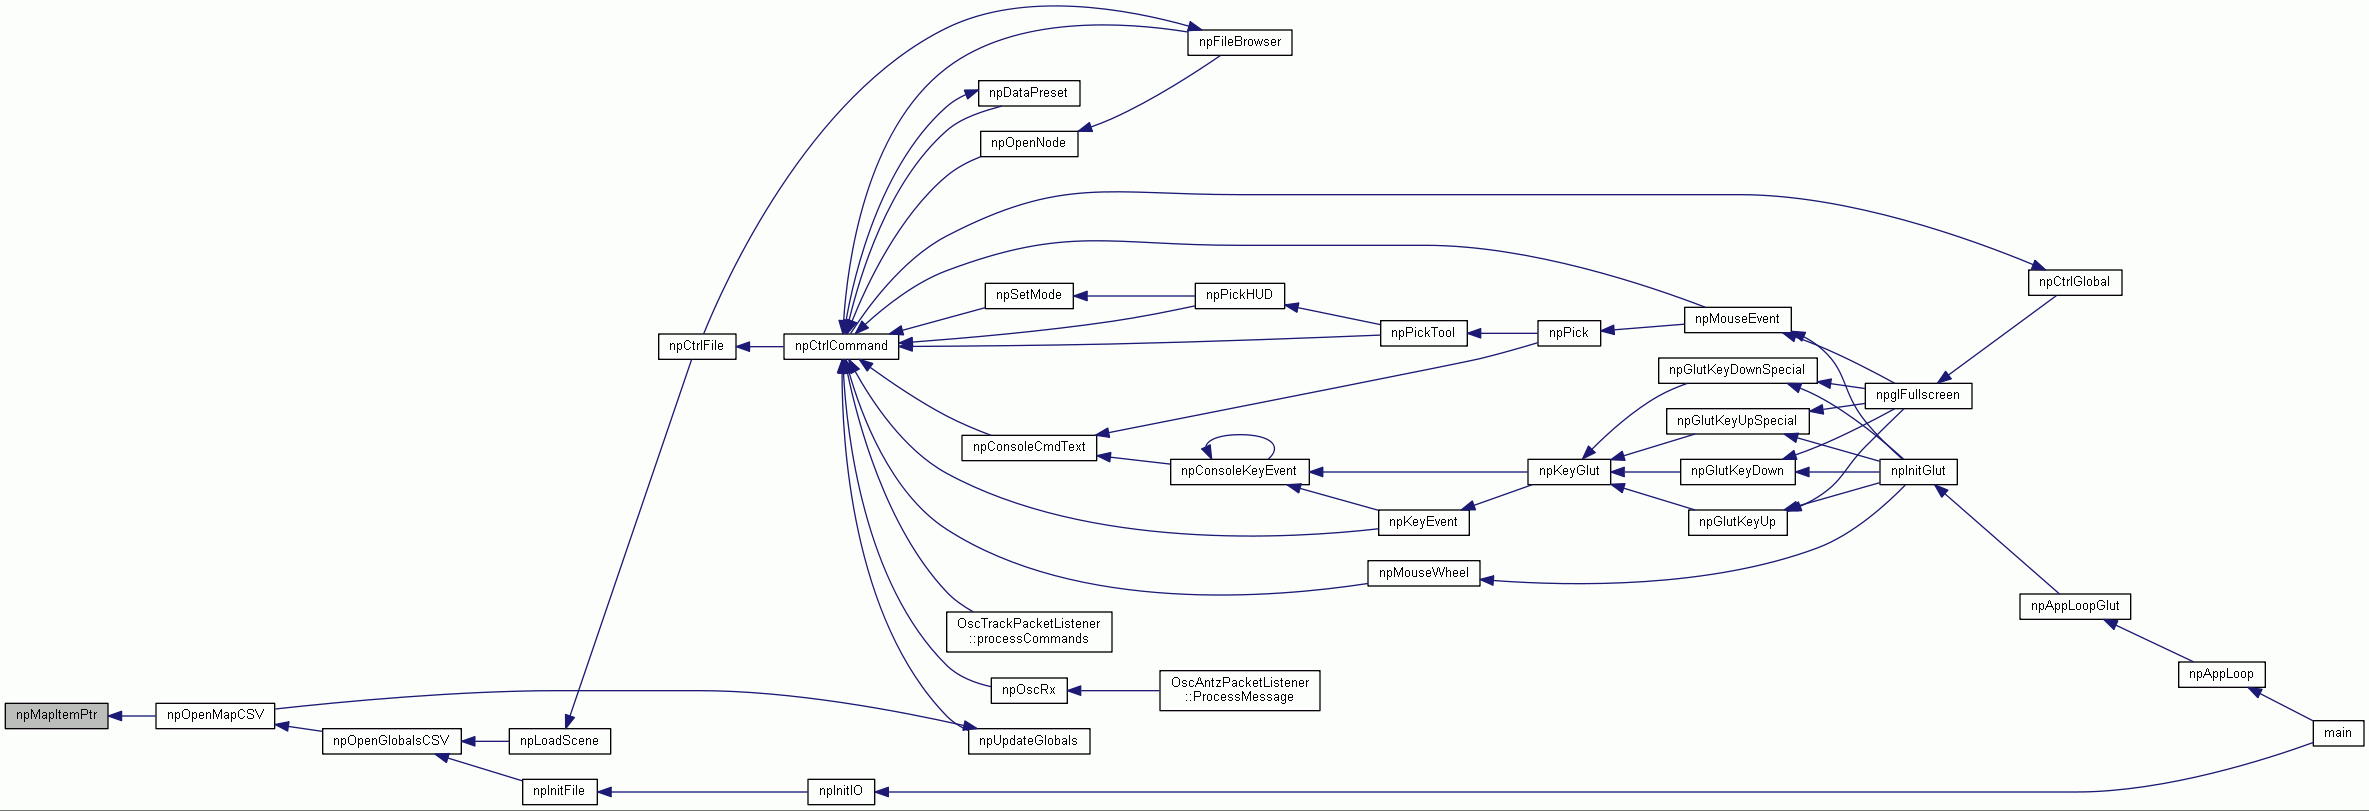 npFileBrowser
npDataPreset
npOpenNode
npCtrlGlobal
npSetMode
npPickHUD
npMouseEvent
npPickTool
npPick
npCtrlFile
npCtrlCommand
npGlutKeyDownSpecial
npglFullscreen
npGlutKeyUpSpecial
npConsoleCmdText
npConsoleKeyEvent
npKeyGlut
npGlutKeyDown
npInitGlut
npKeyEvent
npGlutKeyUp
npMouseWheel
npAppLoopGlut
OscTrackPacketListener
::processCommands
npAppLoop
npOscRx
OscAntzPacketListener
::ProcessMessage
npMapItemPtr
npOpenMapCSV
main
npOpenGlobalsCSV
npLoadScene
npUpdateGlobals
npInitFile
npInitIO